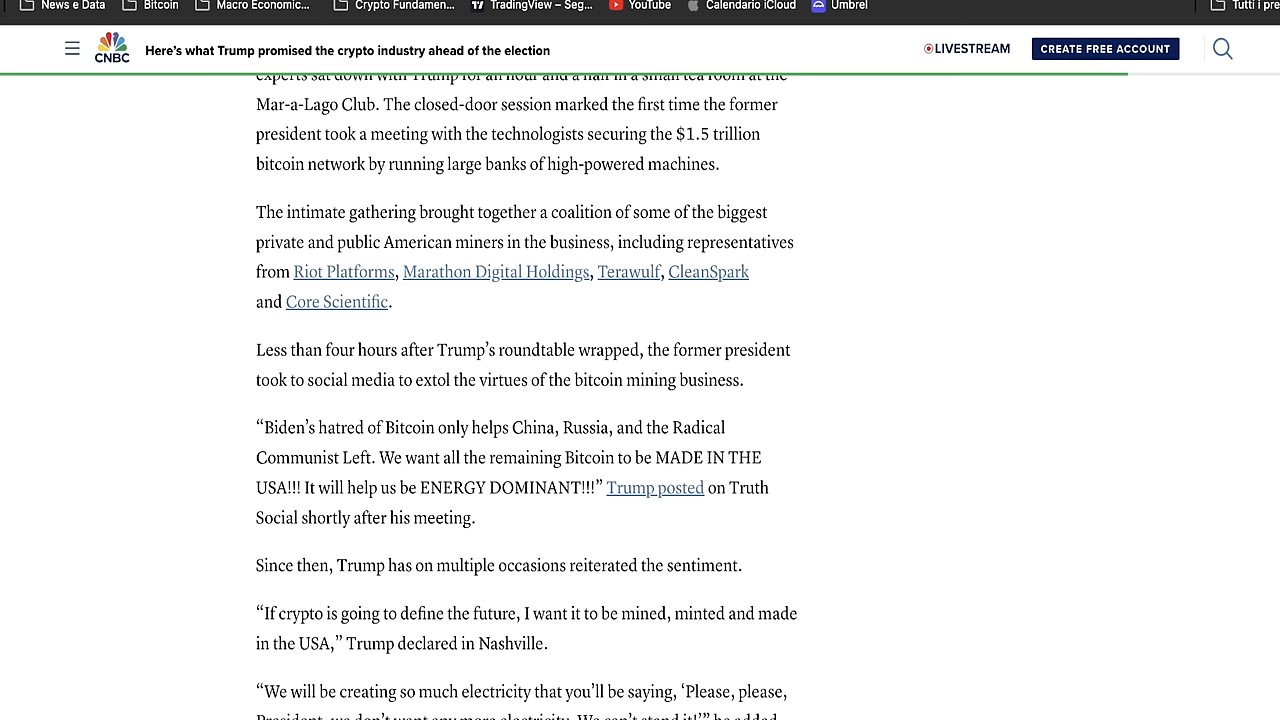 News e Data
Bitcoin
Macro Economic...
Crypto Fundamen...
TradingView – Seg...
YouTube
Calendario iCloud
Umbrel
Tutti i pre
CNBC
Here's what Trump promised the crypto industry ahead of the election
LIVESTREAM
CREATE FREE ACCOUNT
experts sat down with Trump for an hour and a half in a small tea room at the
Mar-a-Lago Club. The closed-door session marked the first time the former
president took a meeting with the technologists securing the $1.5 trillion
bitcoin network by running large banks of high-powered machines.
The intimate gathering brought together a coalition of some of the biggest
private and public American miners in the business, including representatives
from Riot Platforms, Marathon Digital Holdings, Terawulf, CleanSpark
and Core Scientific.
Less than four hours after Trump's roundtable wrapped, the former president
took to social media to extol the virtues of the bitcoin mining business.
“Biden's hatred of Bitcoin only helps China, Russia, and the Radical
Communist Left. We want all the remaining Bitcoin to be MADE IN THE
USA!!! It will help us be ENERGY DOMINANT!!!” Trump posted on Truth
Social shortly after his meeting.
Since then, Trump has on multiple occasions reiterated the sentiment.
“If crypto is going to define the future, I want it to be mined, minted and made
in the USA,” Trump declared in Nashville.
“We will be creating so much electricity that you'll be saying, ‘Please, please,
President, we don't want any more electricity. We can't stand it!’” he added.